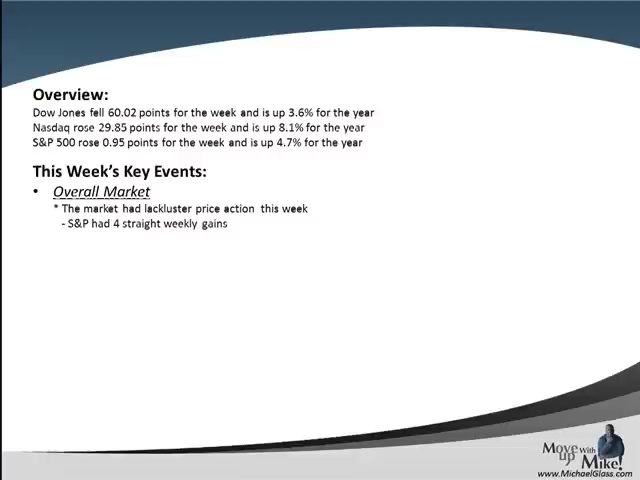 Overview:
Dow Jones fell 60.02 points for the week and is up 3.6% for the year
Nasdaq rose 29.85 points for the week and is up 8.1% for the year
S&P 500 rose 0.95 points for the week and is up 4.7% for the year
This Week's Key Events:
• Overall Market
* The market had lackluster price action this week
- S&P had 4 straight weekly gains
Move up With Mike!
www.MichaelGlass.com